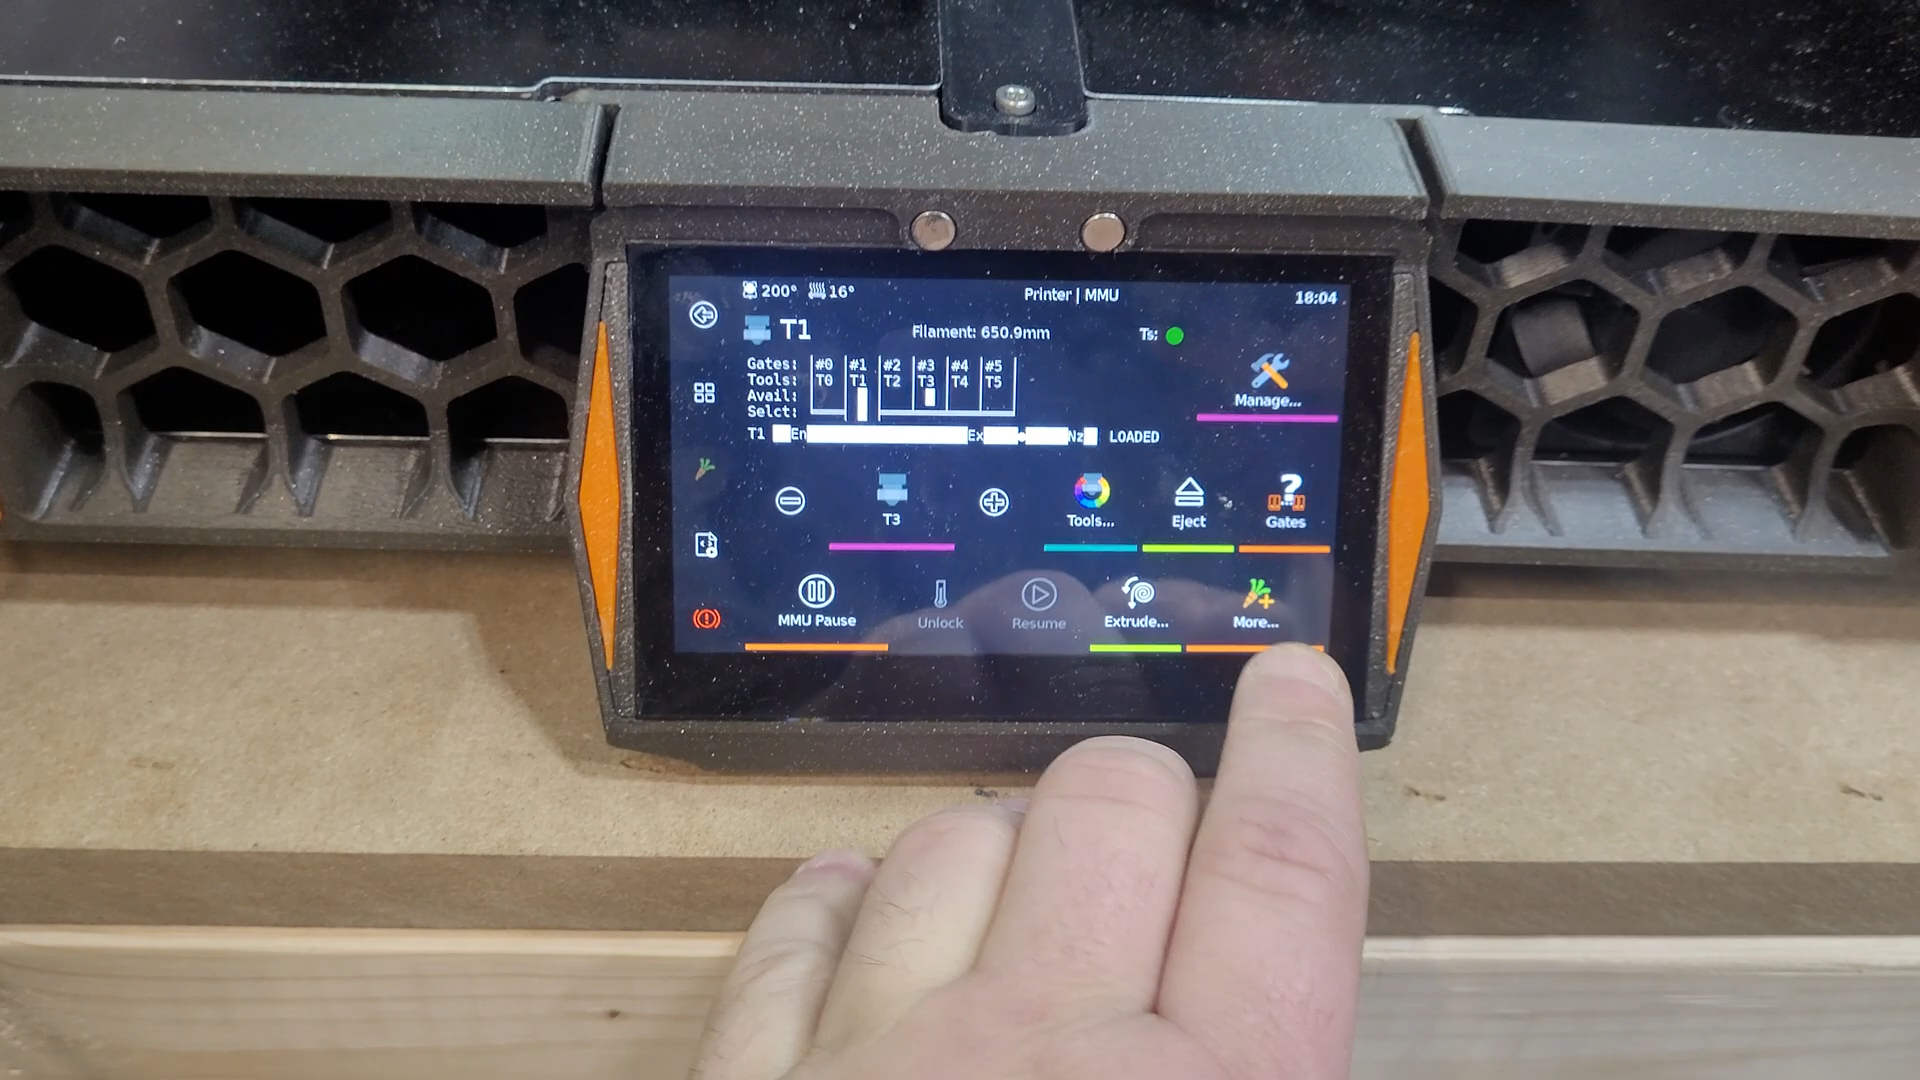 200° 16° Printer | MMU 18:04
T1 Filament: 650.9mm Ts:
Gates: #0 #1 #2 #3 #4 #5
Tools: T0 T1 T2 T3 T4 T5
Avail:
Selct:
Manage...
T1 En Ex Nz LOADED
T3 Tools... Eject Gates
MMU Pause Unlock Resume Extrude... More...